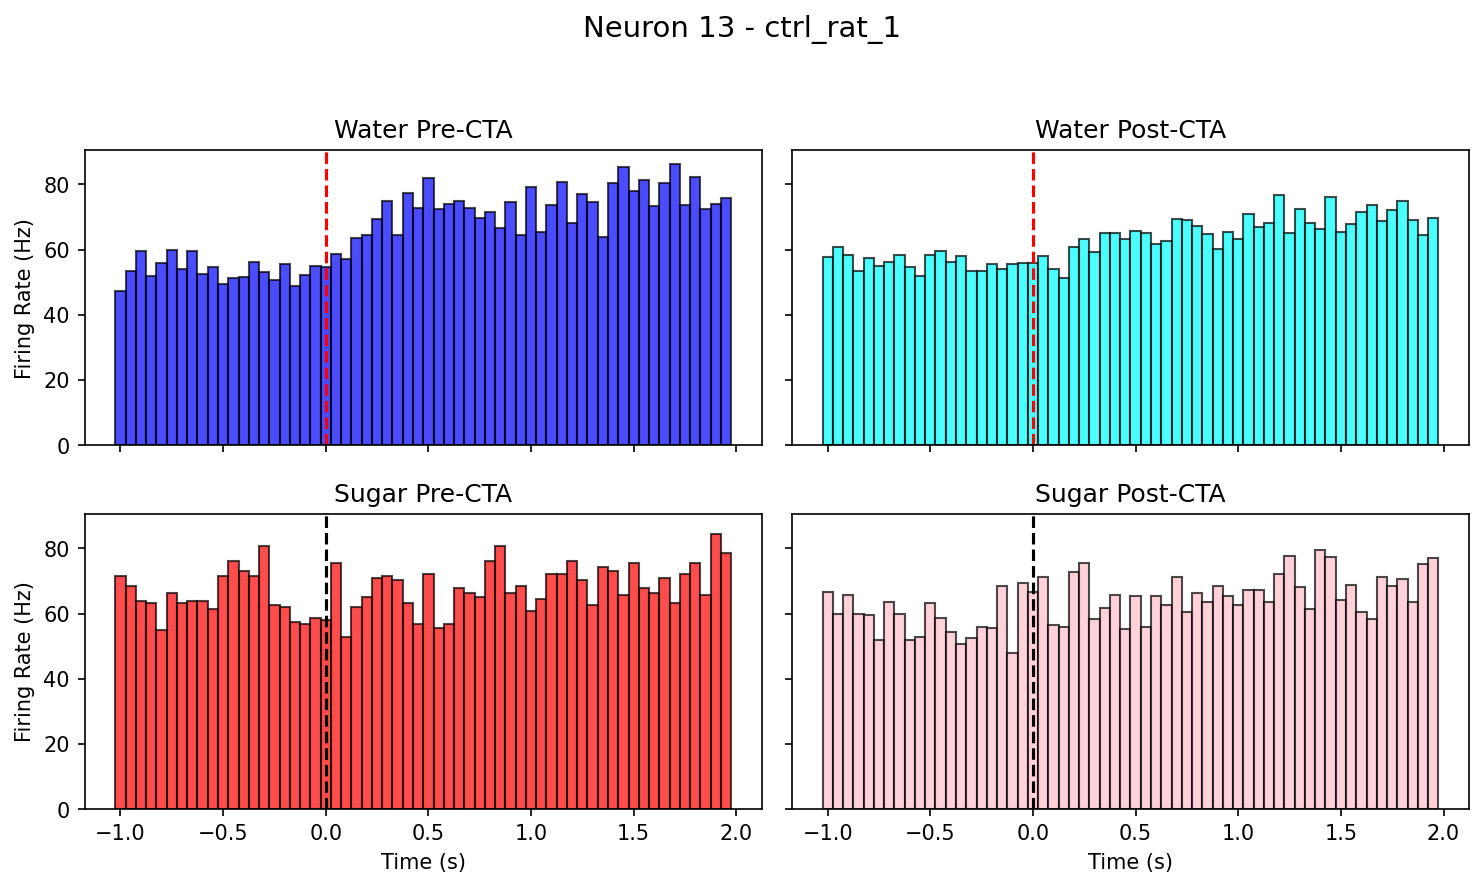 Neuron 13 - ctrl_rat_1
Water Pre-CTA
Water Post-CTA
Firing Rate (Hz)
80
60
40
20
0
Sugar Pre-CTA
Sugar Post-CTA
Firing Rate (Hz)
80
60
40
20
0
−1.0 −0.5 0.0 0.5 1.0 1.5 2.0
−1.0 −0.5 0.0 0.5 1.0 1.5 2.0
Time (s)
Time (s)